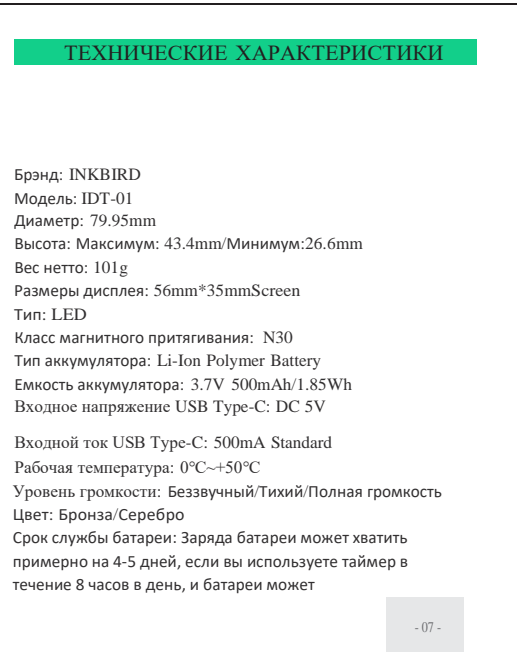 ТЕХНИЧЕСКИЕ ХАРАКТЕРИСТИКИ
Брэнд: INKBIRD
Модель: IDT-01
Диаметр: 79.95mm
Высота: Максимум: 43.4mm/Минимум:26.6mm
Вес нетто: 101g
Размеры дисплея: 56mm*35mmScreen
Тип: LED
Класс магнитного притягивания: N30
Тип аккумулятора: Li-Ion Polymer Battery
Емкость аккумулятора: 3.7V 500mAh/1.85Wh
Входное напряжение USB Type-C: DC 5V
Входной ток USB Type-C: 500mA Standard
Рабочая температура: 0℃~+50℃
Уровень громкости: Беззвучный/Тихий/Полная громкость
Цвет: Бронза/Серебро
Срок службы батареи: Заряда батареи может хватить
примерно на 4-5 дней, если вы используете таймер в
течение 8 часов в день, и батареи может
- 07 -